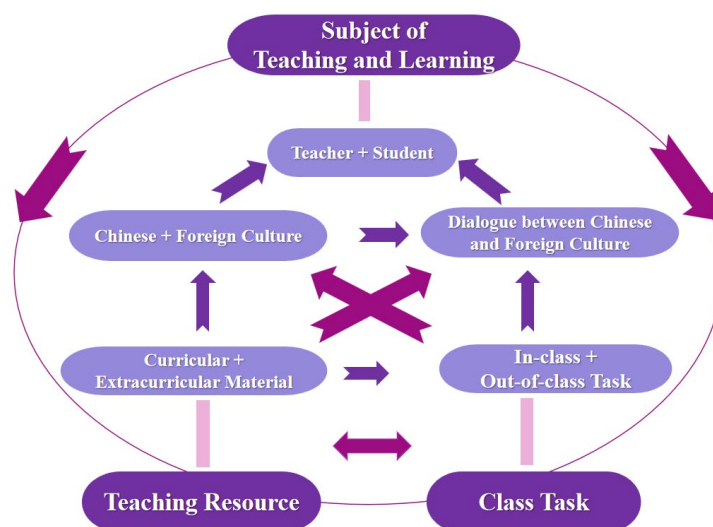 Subject of
Teaching and Learning
Teacher + Student
Chinese + Foreign Culture
Dialogue between Chinese
and Foreign Culture
Curricular +
Extracurricular Material
In-class +
Out-of-class Task
Teaching Resource
Class Task